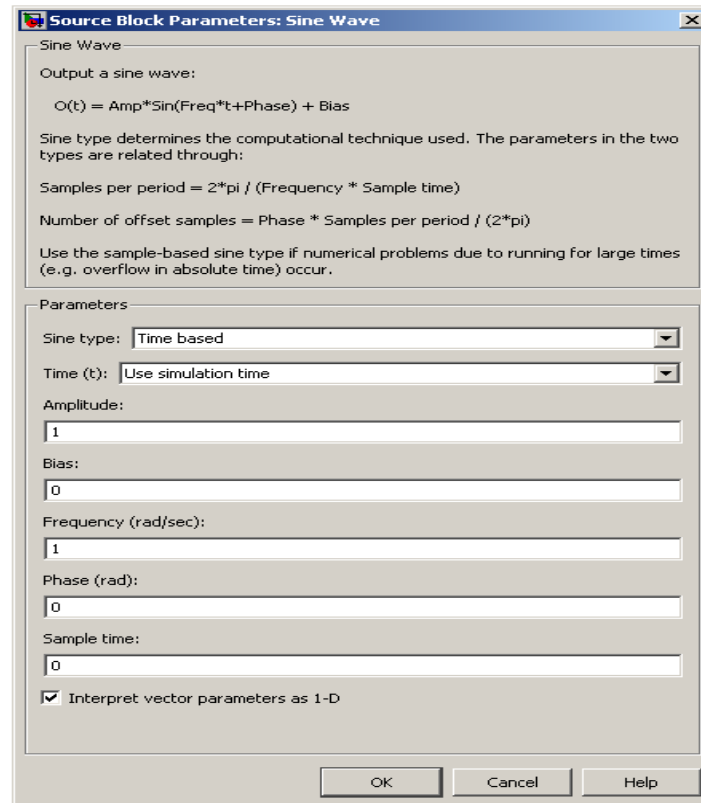 Source Block Parameters: Sine Wave
Sine Wave
Output a sine wave:
O(t) = Amp*Sin(Freq*t+Phase) + Bias
Sine type determines the computational technique used. The parameters in the two
types are related through:
Samples per period = 2*pi / (Frequency * Sample time)
Number of offset samples = Phase * Samples per period / (2*pi)
Use the sample-based sine type if numerical problems due to running for large times
(e.g. overflow in absolute time) occur.
Parameters
Sine type: Time based
Time (t): Use simulation time
Amplitude:
1
Bias:
0
Frequency (rad/sec):
1
Phase (rad):
0
Sample time:
0
Interpret vector parameters as 1-D
OK Cancel Help